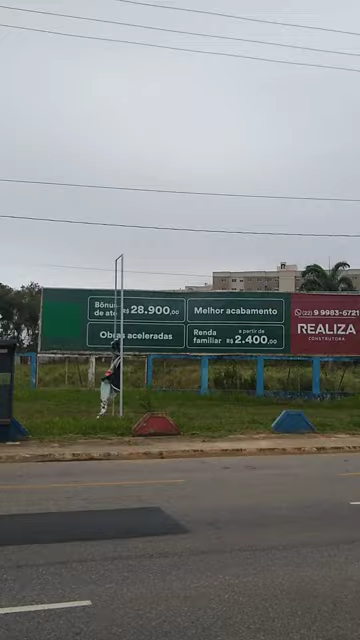 Bônus
de até R$ 28.900,00
Melhor acabamento
Obras aceleradas
Renda
familiar
a partir de
R$ 2.400,00
(22) 9 9983-6721
REALIZA
CONSTRUTORA